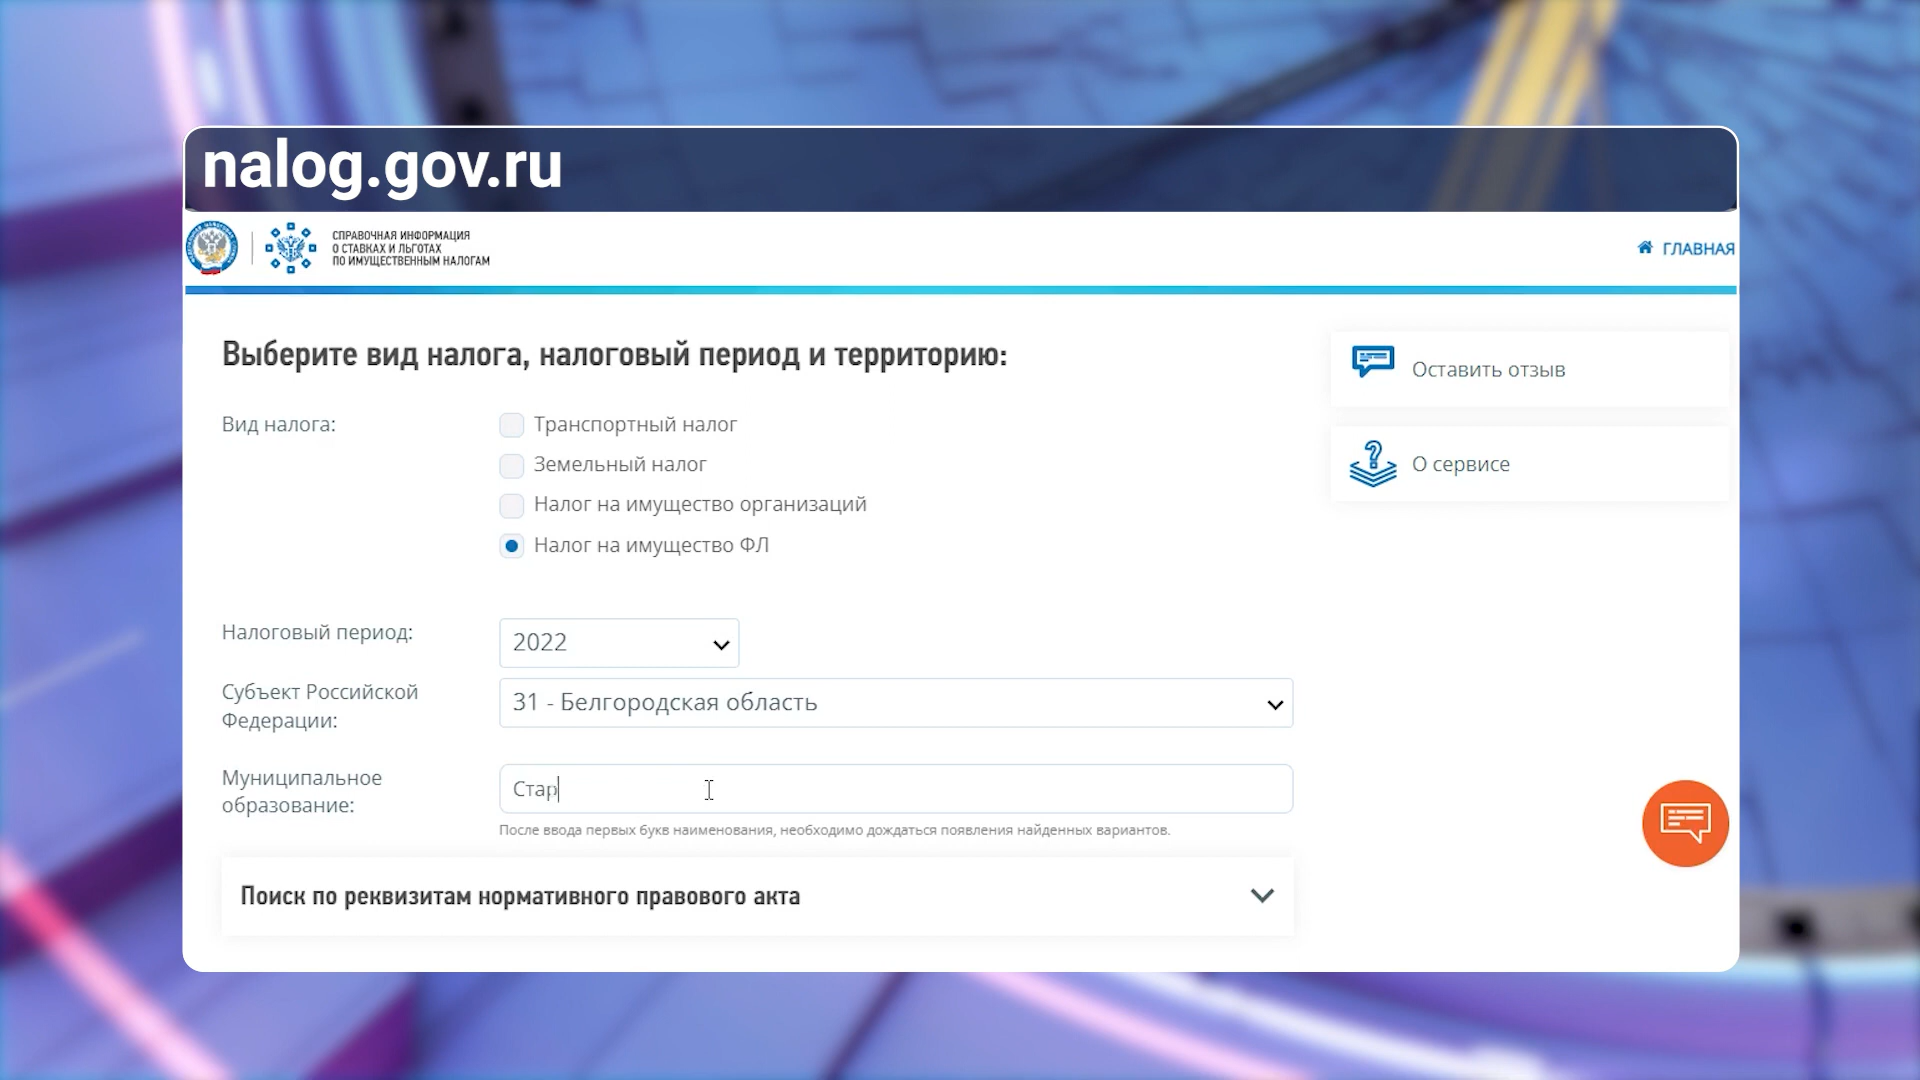 nalog.gov.ru
СПРАВОЧНАЯ ИНФОРМАЦИЯ
О СТАВКАХ И ЛЬГОТАХ
ПО ИМУЩЕСТВЕННЫМ НАЛОГАМ
ГЛАВНАЯ
Выберите вид налога, налоговый период и территорию:
Вид налога:
Транспортный налог
Земельный налог
Налог на имущество организаций
Налог на имущество ФЛ
Оставить отзыв
О сервисе
Налоговый период:
2022
Субъект Российской
Федерации:
31 - Белгородская область
Муниципальное
образование:
Стар
После ввода первых букв наименования, необходимо дождаться появления найденных вариантов.
Поиск по реквизитам нормативного правового акта